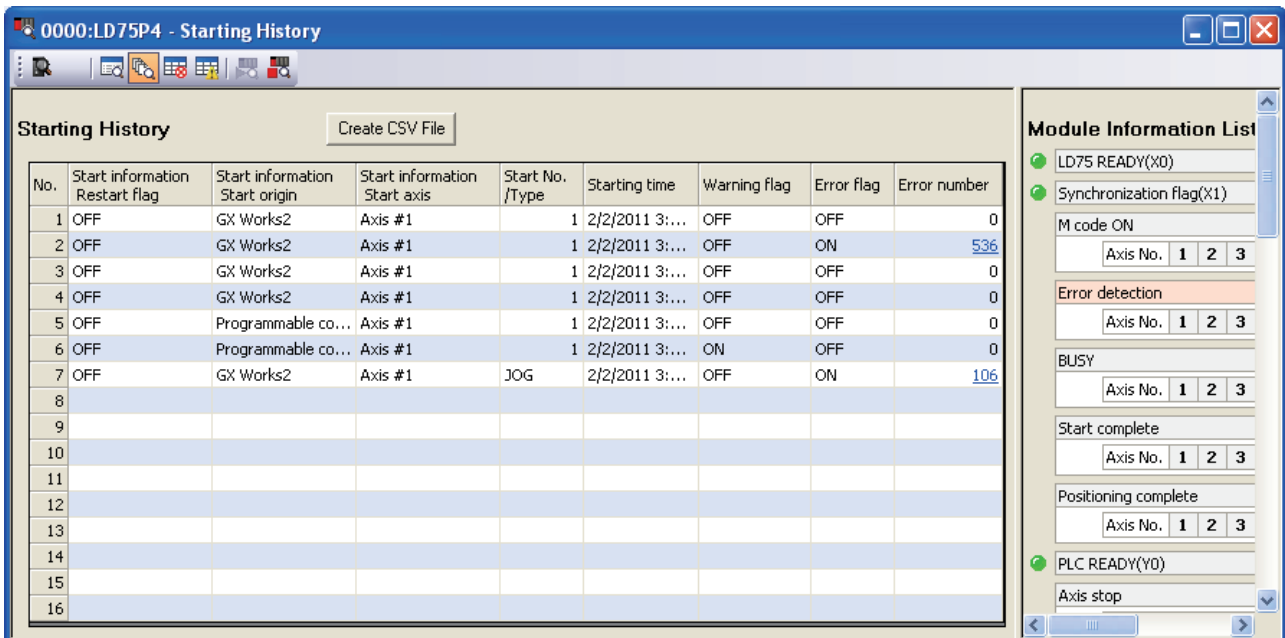 0000:LD75P4 - Starting History
Starting History
Create CSV File
No. Start information Restart flag Start information Start origin Start information Start axis Start No. /Type Starting time Warning flag Error flag Error number
1 OFF GX Works2 Axis #1 1 2/2/2011 3:... OFF OFF 0
2 OFF GX Works2 Axis #1 1 2/2/2011 3:... OFF ON 536
3 OFF GX Works2 Axis #1 1 2/2/2011 3:... OFF OFF 0
4 OFF GX Works2 Axis #1 1 2/2/2011 3:... OFF OFF 0
5 OFF Programmable co... Axis #1 1 2/2/2011 3:... OFF OFF 0
6 OFF Programmable co... Axis #1 1 2/2/2011 3:... ON OFF 0
7 OFF GX Works2 Axis #1 JOG 2/2/2011 3:... OFF ON 106
8
9
10
11
12
13
14
15
16
Module Information List
LD75 READY(X0)
Synchronization flag(X1)
M code ON
Axis No. 1 2 3
Error detection
Axis No. 1 2 3
BUSY
Axis No. 1 2 3
Start complete
Axis No. 1 2 3
Positioning complete
Axis No. 1 2 3
PLC READY(Y0)
Axis stop